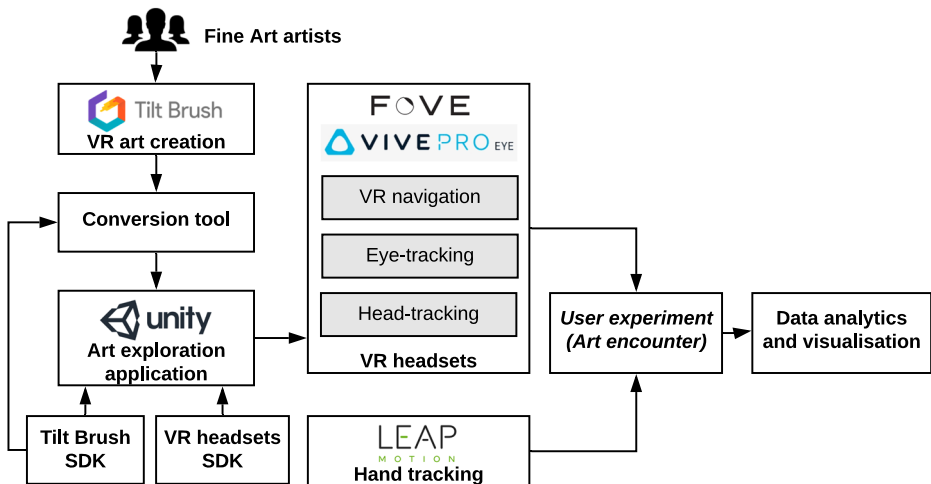 Fine Art artists
Tilt Brush
VR art creation
Conversion tool
unity
Art exploration
application
Tilt Brush
SDK
VR headsets
SDK
FOVE
VIVE PRO EYE
VR navigation
Eye-tracking
Head-tracking
VR headsets
LEAP
MOTION
Hand tracking
User experiment
(Art encounter)
Data analytics
and visualisation